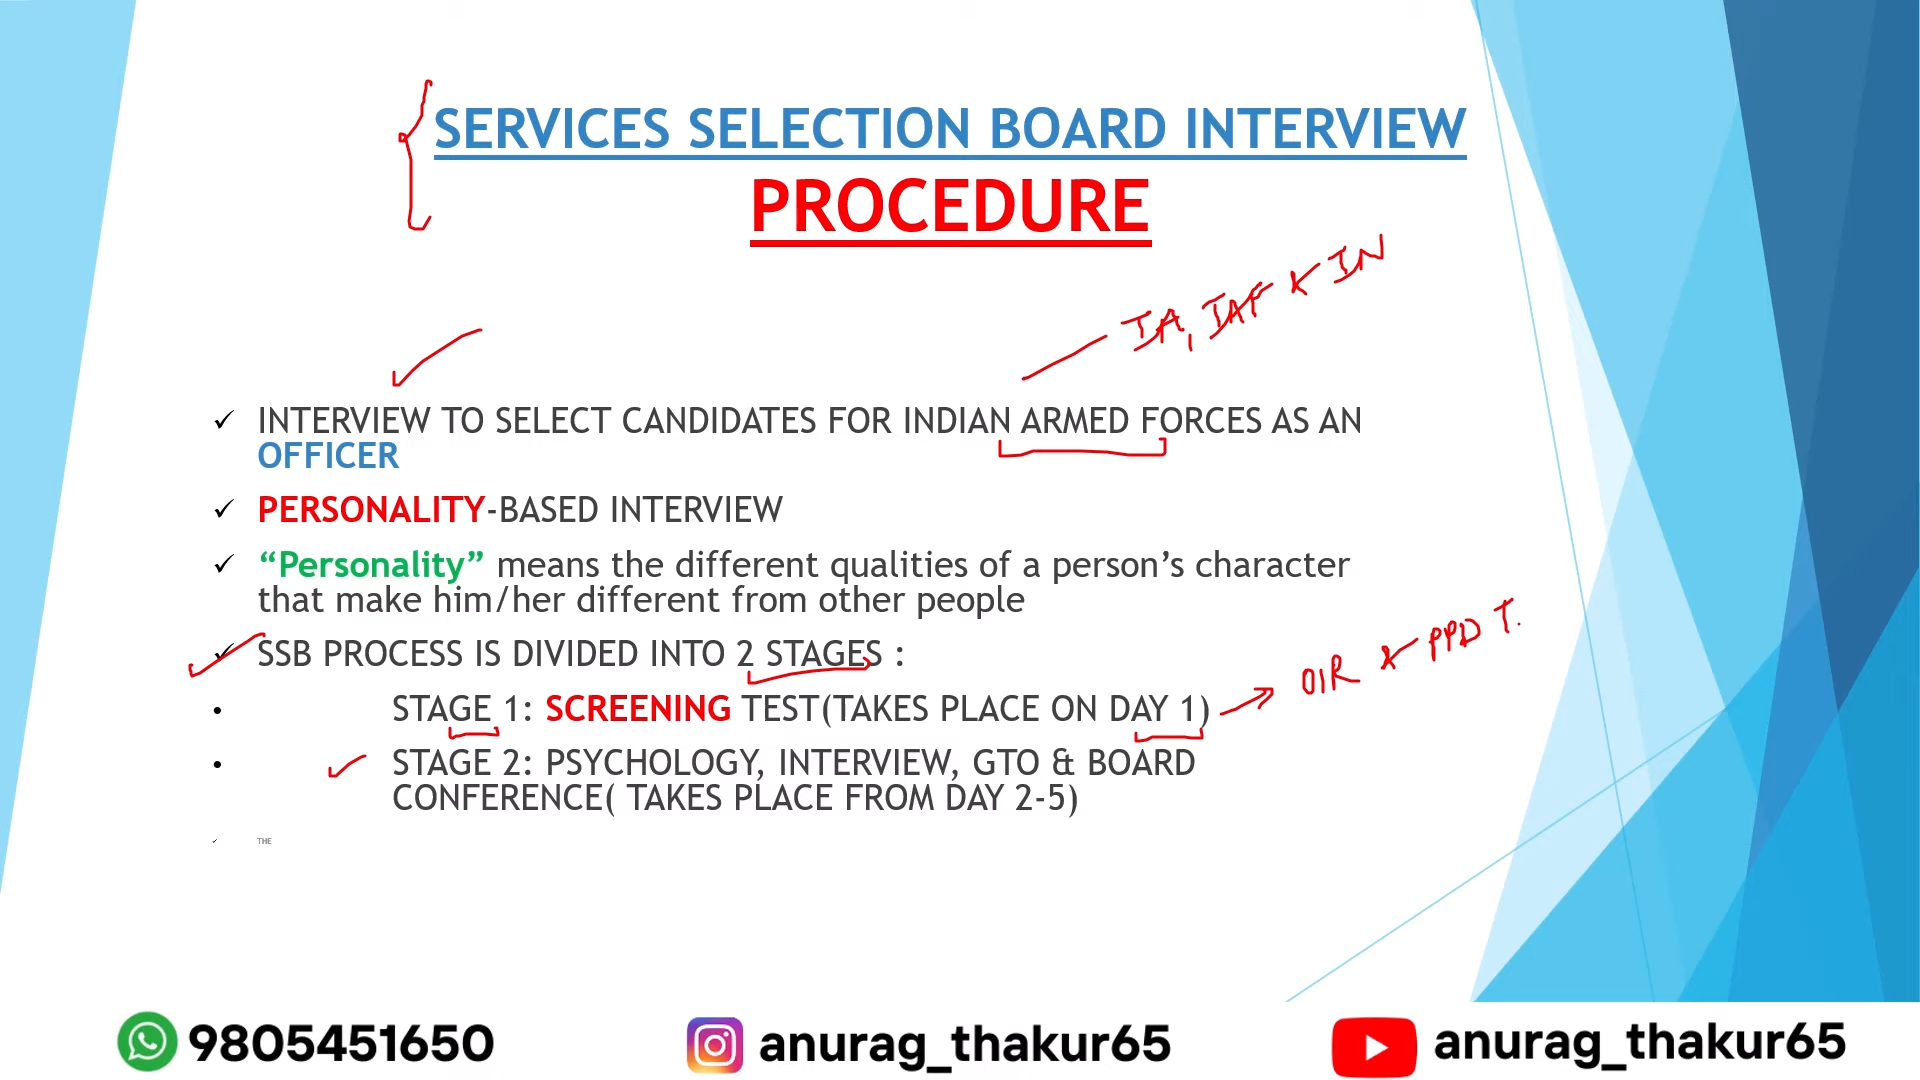 SERVICES SELECTION BOARD INTERVIEW
PROCEDURE
IA, IAF & IN
✓ INTERVIEW TO SELECT CANDIDATES FOR INDIAN ARMED FORCES AS AN
OFFICER
✓ PERSONALITY-BASED INTERVIEW
✓ “Personality” means the different qualities of a person’s character
that make him/her different from other people
✓ SSB PROCESS IS DIVIDED INTO 2 STAGES :
• STAGE 1: SCREENING TEST(TAKES PLACE ON DAY 1)
OIR & PPD T.
• STAGE 2: PSYCHOLOGY, INTERVIEW, GTO & BOARD
CONFERENCE( TAKES PLACE FROM DAY 2-5)
✓ THE
9805451650
anurag_thakur65
anurag_thakur65